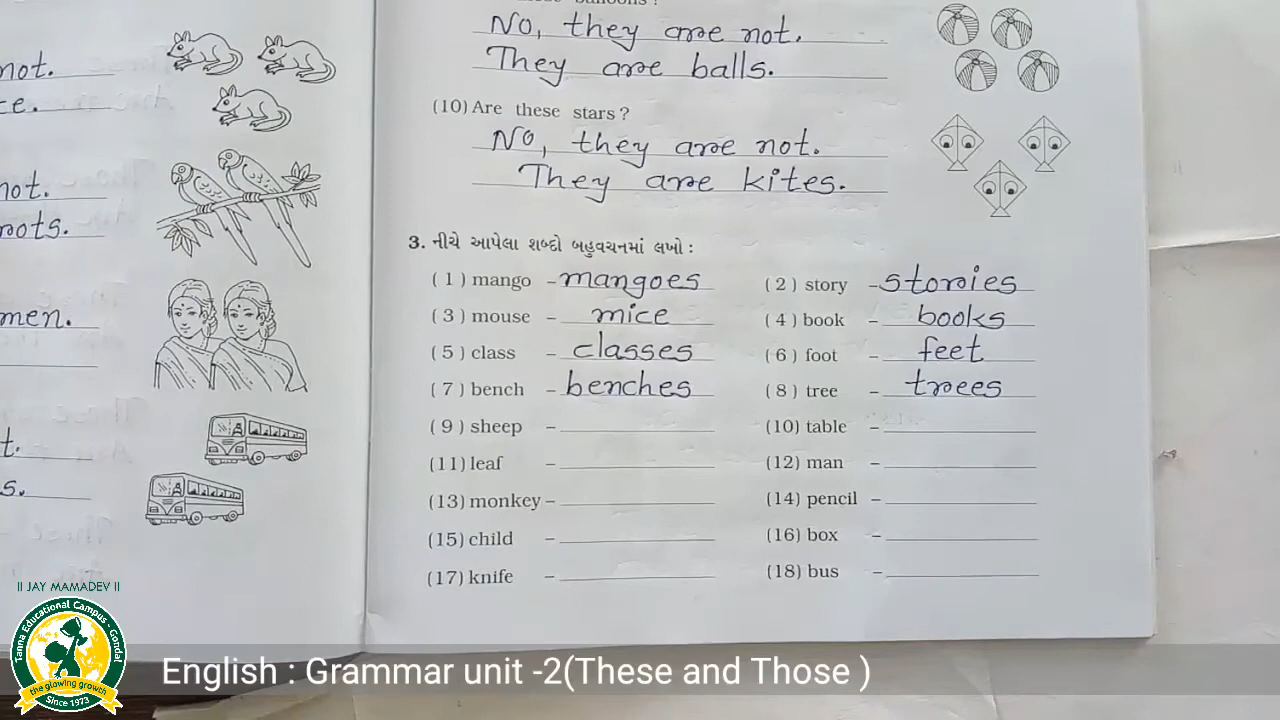 not.
ce.
not.
rots.
men.
t.
s.
No, they are not.
They are balls.
(10) Are these stars ?
No, they are not.
They are kites.
3. નીચે આપેલા શબ્દો બહુવચનમાં લખો :
( 1 ) mango - mangoes ( 2 ) story - stories
( 3 ) mouse - mice ( 4 ) book - books
( 5 ) class - classes ( 6 ) foot - feet
( 7 ) bench - benches ( 8 ) tree - trees
( 9 ) sheep - (10) table -
(11) leaf - (12) man -
(13) monkey - (14) pencil -
(15) child - (16) box -
(17) knife - (18) bus -
॥ JAY MAMADEV ॥
Tanna Educational Campus - Gondal
the glowing growth
Since 1973
English : Grammar unit -2(These and Those )